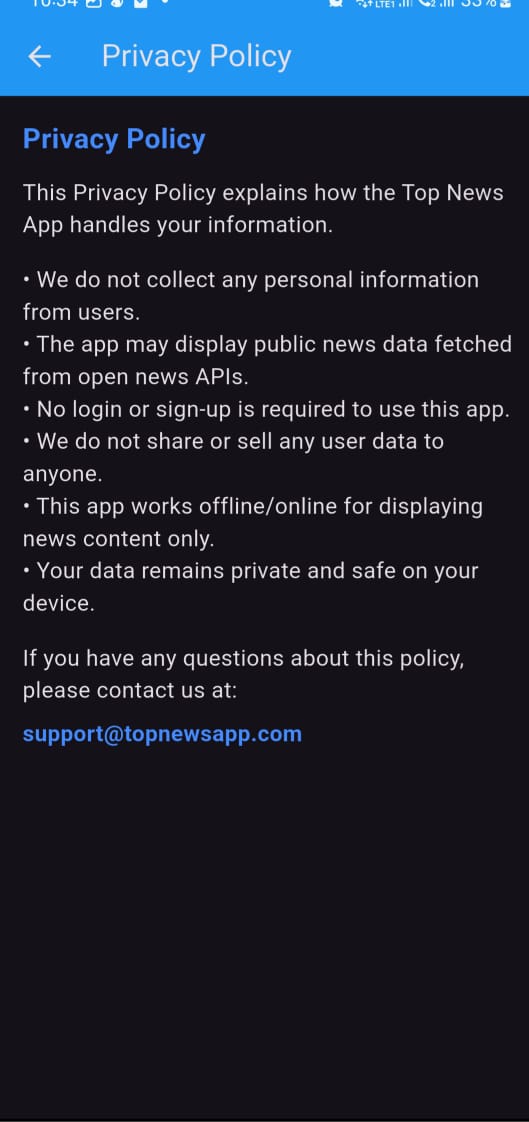 Privacy Policy
Privacy Policy
This Privacy Policy explains how the Top News
App handles your information.
• We do not collect any personal information
from users.
• The app may display public news data fetched
from open news APIs.
• No login or sign-up is required to use this app.
• We do not share or sell any user data to
anyone.
• This app works offline/online for displaying
news content only.
• Your data remains private and safe on your
device.
If you have any questions about this policy,
please contact us at:
support@topnewsapp.com